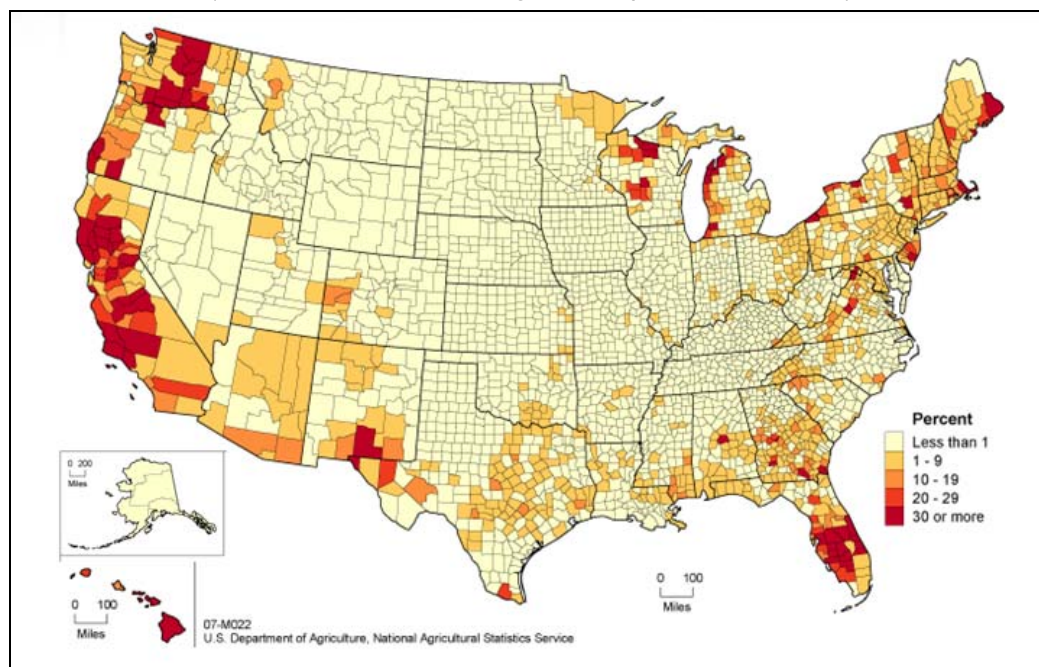 Percent
Less than 1
1 - 9
10 - 19
20 - 29
30 or more
0 200
Miles
0 100
Miles
0 100
Miles
07-M022
U.S. Department of Agriculture, National Agricultural Statistics Service